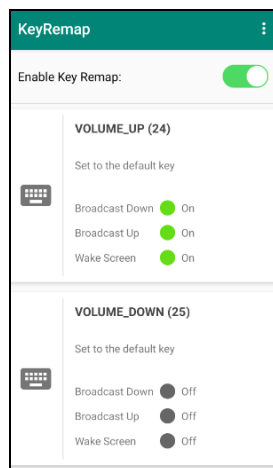 KeyRemap
Enable Key Remap:
VOLUME_UP (24)
Set to the default key
Broadcast Down On
Broadcast Up On
Wake Screen On
VOLUME_DOWN (25)
Set to the default key
Broadcast Down Off
Broadcast Up Off
Wake Screen Off